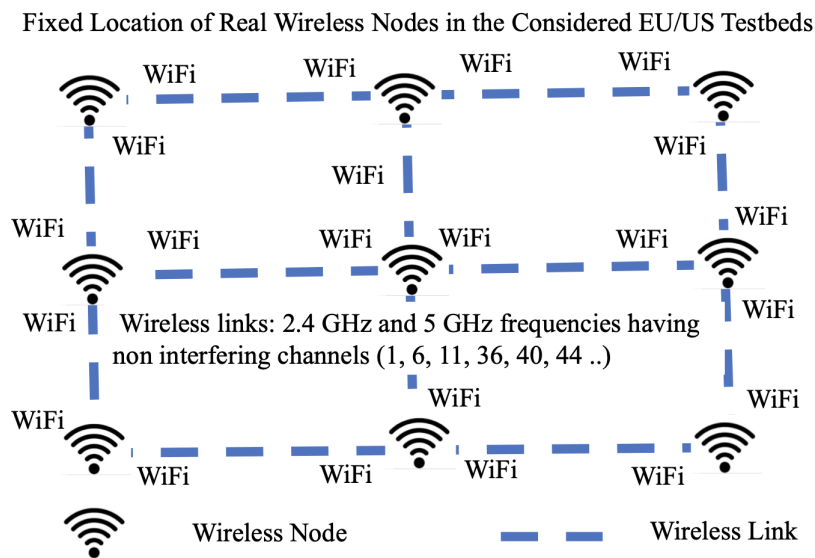 Fixed Location of Real Wireless Nodes in the Considered EU/US Testbeds
WiFi WiFi WiFi WiFi
WiFi WiFi
WiFi
WiFi WiFi
WiFi WiFi WiFi WiFi
WiFi
WiFi Wireless links: 2.4 GHz and 5 GHz frequencies having
non interfering channels (1, 6, 11, 36, 40, 44 ..)
WiFi WiFi
WiFi
WiFi WiFi WiFi WiFi
Wireless Node Wireless Link